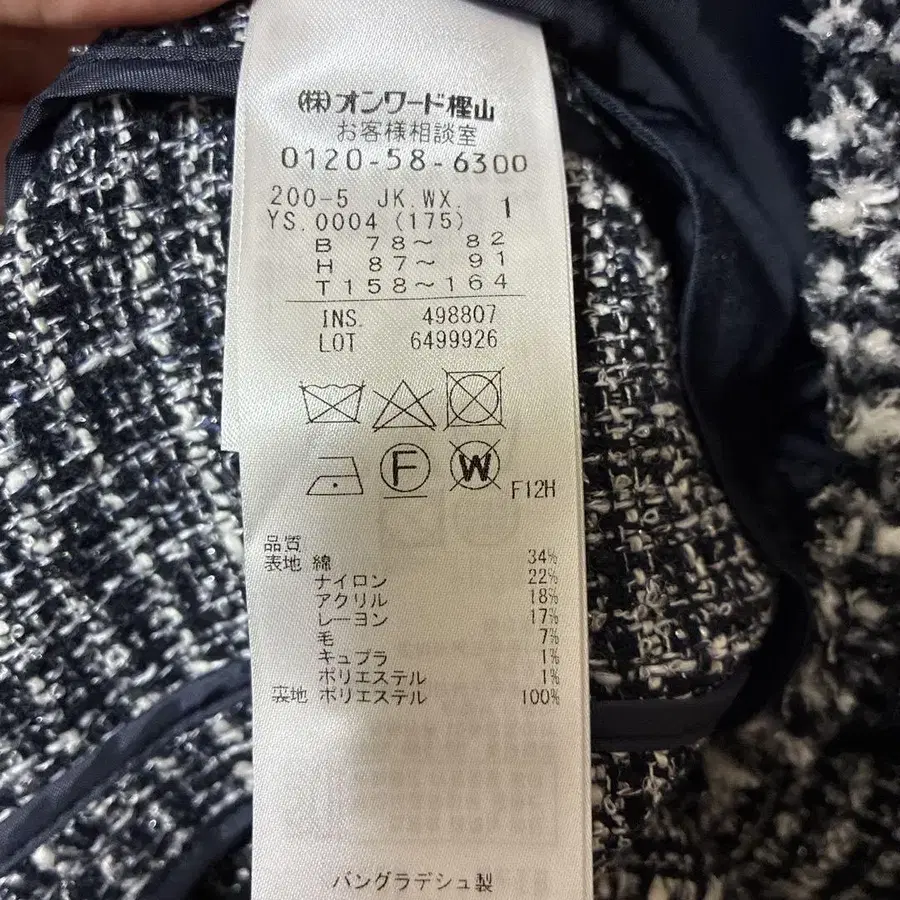 (株)オンワード樫山
お客様相談室
0120-58-6300
200-5 JK.WX. 1
YS.0004 (175)
B 78~ 82
H 87~ 91
T158~164
INS. 498807
LOT 6499926
F W F12H
品質
表地 綿 34%
ナイロン 22%
アクリル 18%
レーヨン 17%
毛 7%
キュプラ 1%
ポリエステル 1%
裏地 ポリエステル 100%
バングラデシュ製